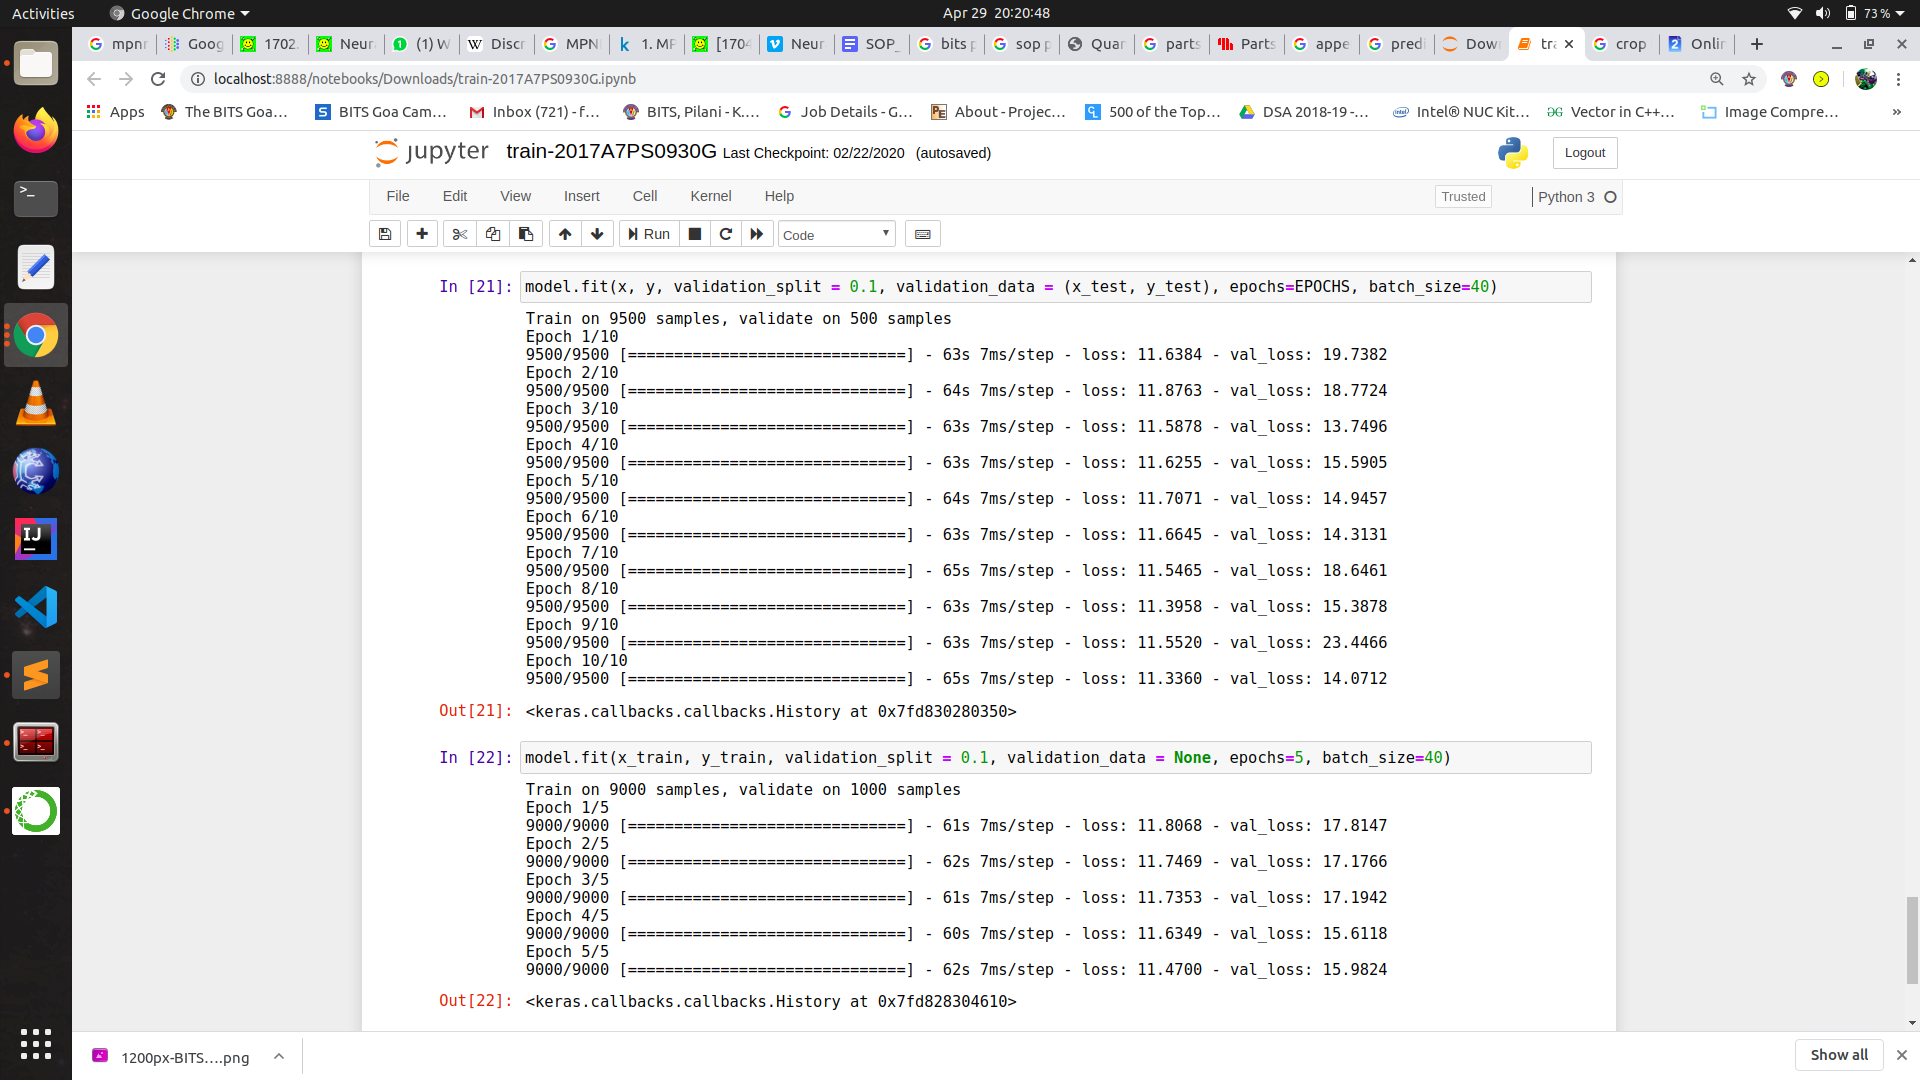 Activities
Google Chrome
Apr 29 20:20:48
73 %
mpnr
Goog
1702.
Neur
(1) W
Discr
MPN
1. MP
[1704
Neur
SOP_
bits p
sop p
Quar
parts
Parts
appe
predi
Dow
tra
crop
Onlin
localhost:8888/notebooks/Downloads/train-2017A7PS0930G.ipynb
Apps
The BITS Goa...
BITS Goa Cam...
Inbox (721) - f...
BITS, Pilani - K....
Job Details - G...
About - Projec...
500 of the Top...
DSA 2018-19 -...
Intel® NUC Kit...
Vector in C++...
Image Compre...
»
jupyter train-2017A7PS0930G Last Checkpoint: 02/22/2020 (autosaved)
Logout
File Edit View Insert Cell Kernel Help
Trusted
Python 3
Run
Code
In [21]: model.fit(x, y, validation_split = 0.1, validation_data = (x_test, y_test), epochs=EPOCHS, batch_size=40)
Train on 9500 samples, validate on 500 samples
Epoch 1/10
9500/9500 [==============================] - 63s 7ms/step - loss: 11.6384 - val_loss: 19.7382
Epoch 2/10
9500/9500 [==============================] - 64s 7ms/step - loss: 11.8763 - val_loss: 18.7724
Epoch 3/10
9500/9500 [==============================] - 63s 7ms/step - loss: 11.5878 - val_loss: 13.7496
Epoch 4/10
9500/9500 [==============================] - 63s 7ms/step - loss: 11.6255 - val_loss: 15.5905
Epoch 5/10
9500/9500 [==============================] - 64s 7ms/step - loss: 11.7071 - val_loss: 14.9457
Epoch 6/10
9500/9500 [==============================] - 63s 7ms/step - loss: 11.6645 - val_loss: 14.3131
Epoch 7/10
9500/9500 [==============================] - 65s 7ms/step - loss: 11.5465 - val_loss: 18.6461
Epoch 8/10
9500/9500 [==============================] - 63s 7ms/step - loss: 11.3958 - val_loss: 15.3878
Epoch 9/10
9500/9500 [==============================] - 63s 7ms/step - loss: 11.5520 - val_loss: 23.4466
Epoch 10/10
9500/9500 [==============================] - 65s 7ms/step - loss: 11.3360 - val_loss: 14.0712
Out[21]: <keras.callbacks.callbacks.History at 0x7fd830280350>
In [22]: model.fit(x_train, y_train, validation_split = 0.1, validation_data = None, epochs=5, batch_size=40)
Train on 9000 samples, validate on 1000 samples
Epoch 1/5
9000/9000 [==============================] - 61s 7ms/step - loss: 11.8068 - val_loss: 17.8147
Epoch 2/5
9000/9000 [==============================] - 62s 7ms/step - loss: 11.7469 - val_loss: 17.1766
Epoch 3/5
9000/9000 [==============================] - 61s 7ms/step - loss: 11.7353 - val_loss: 17.1942
Epoch 4/5
9000/9000 [==============================] - 60s 7ms/step - loss: 11.6349 - val_loss: 15.6118
Epoch 5/5
9000/9000 [==============================] - 62s 7ms/step - loss: 11.4700 - val_loss: 15.9824
Out[22]: <keras.callbacks.callbacks.History at 0x7fd828304610>
1200px-BITS....png
Show all